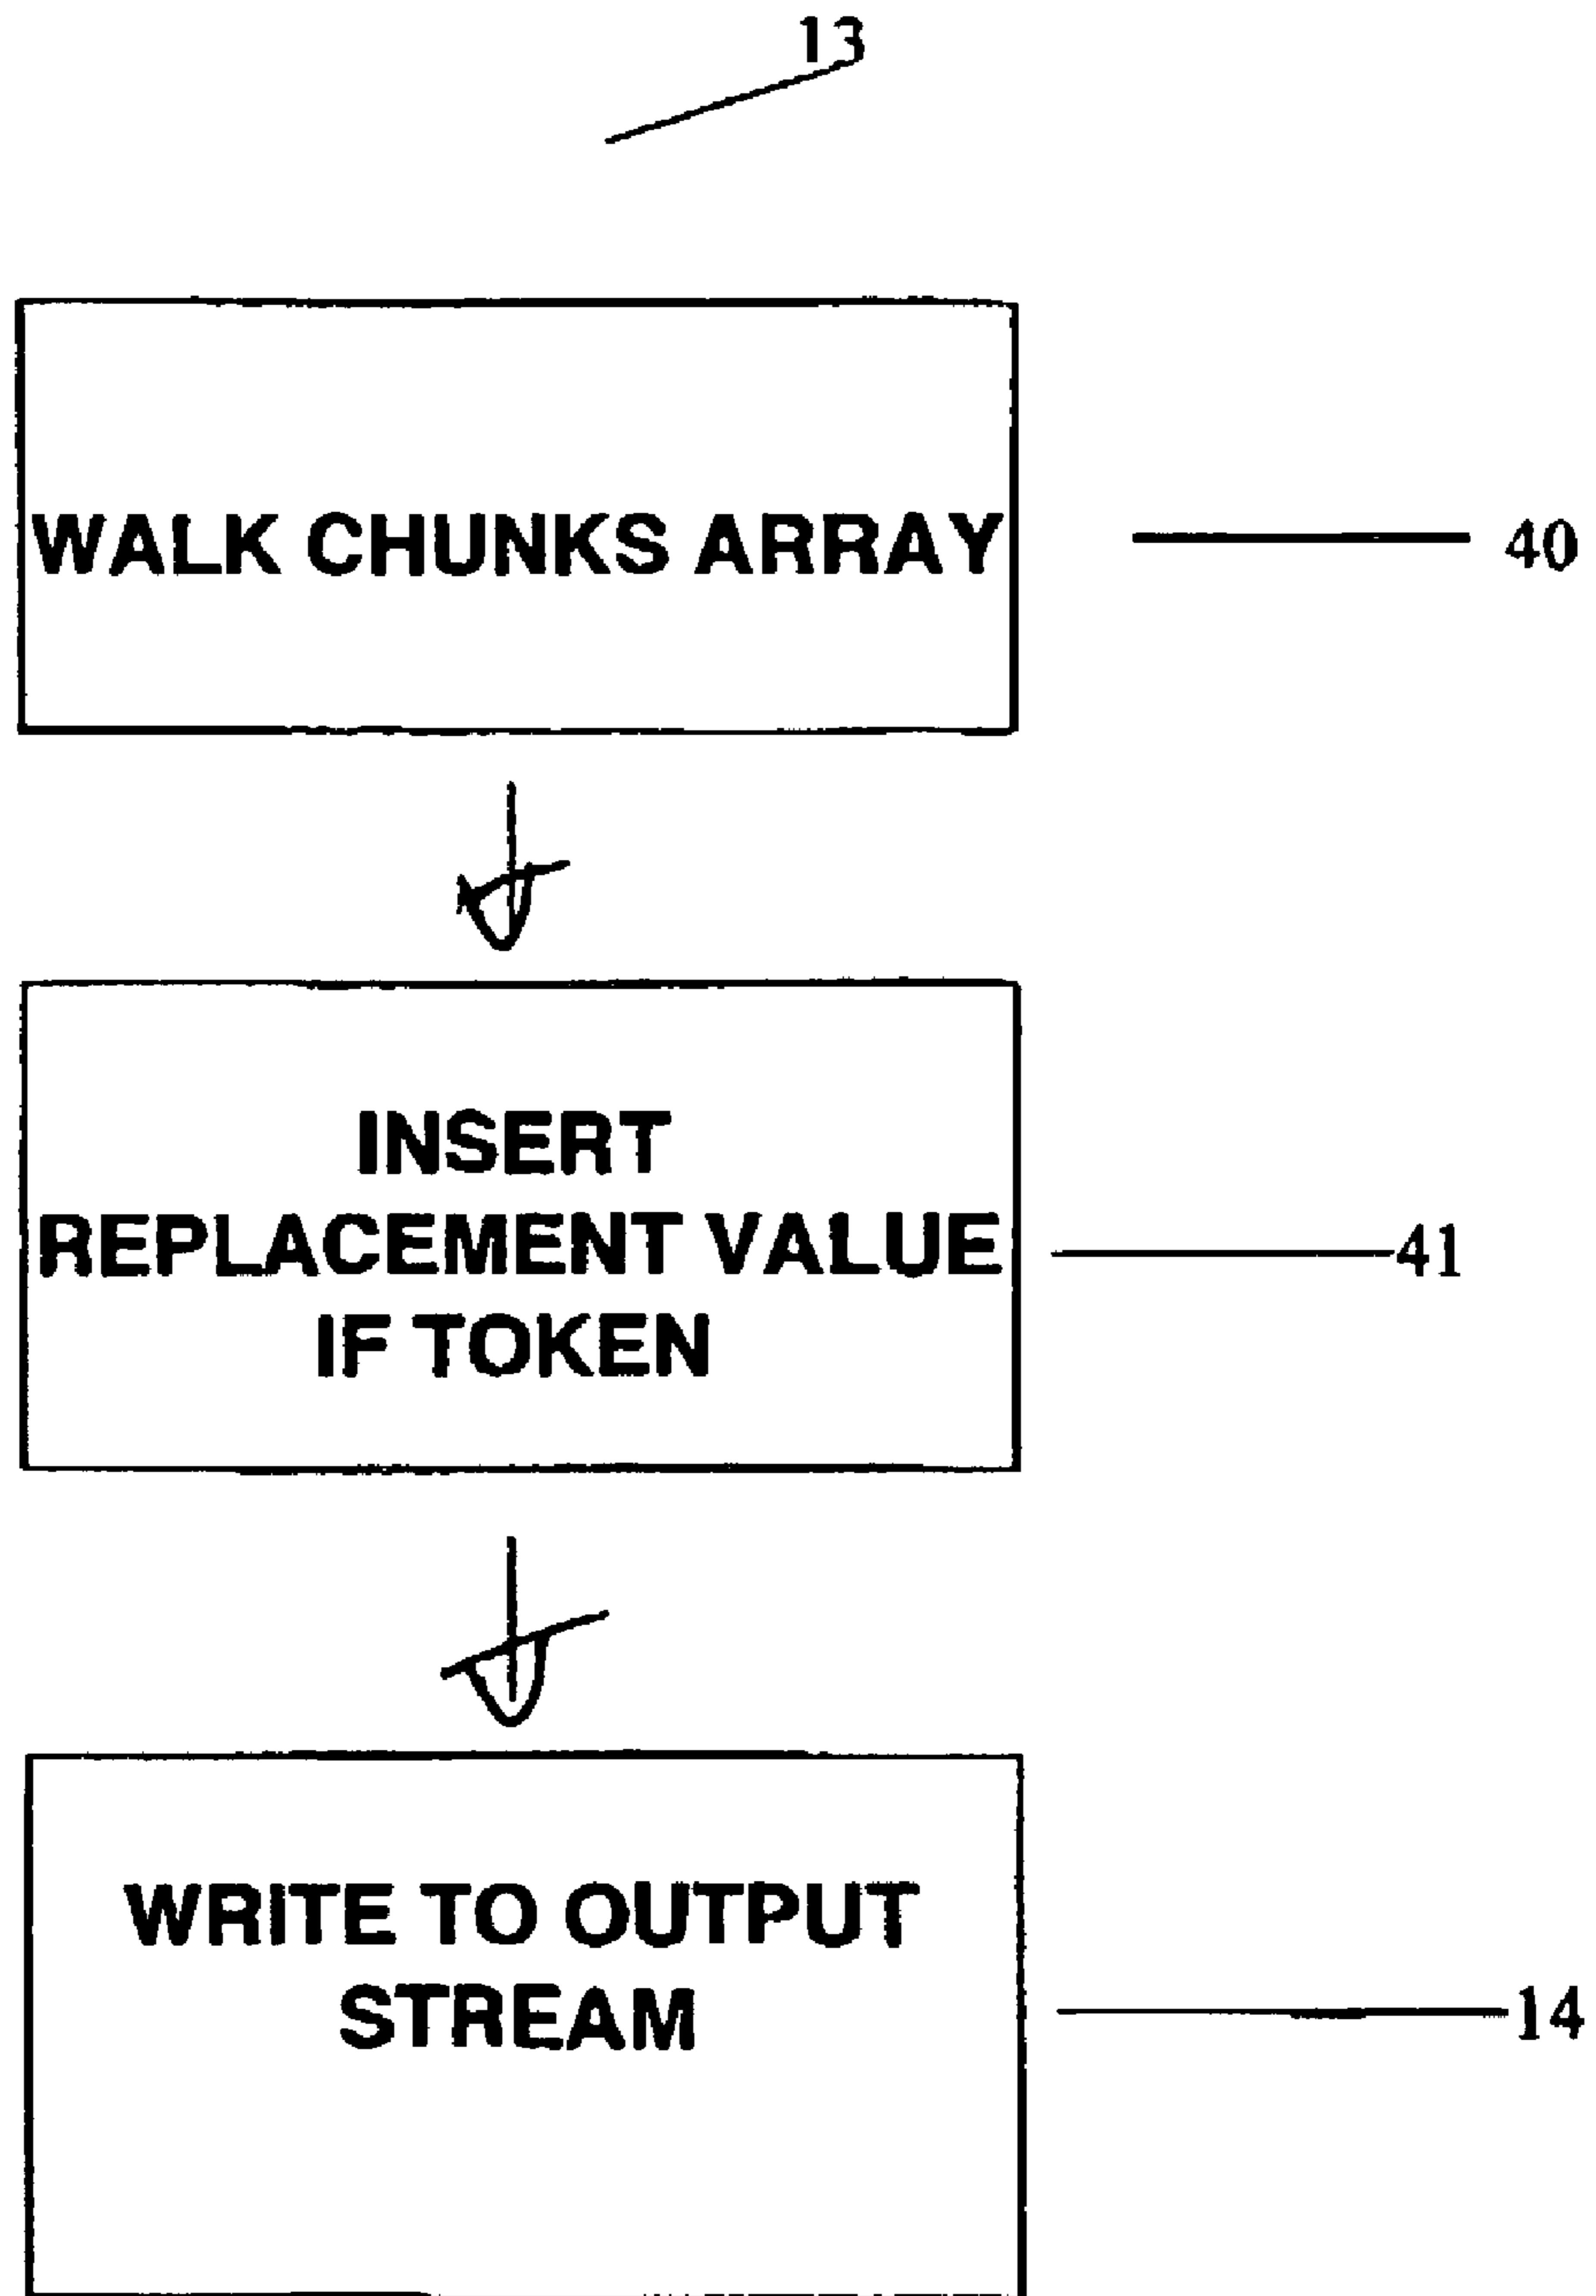 13
WALK CHUNKS ARRAY
40
INSERT
REPLACEMENT VALUE
IF TOKEN
41
WRITE TO OUTPUT
STREAM
14